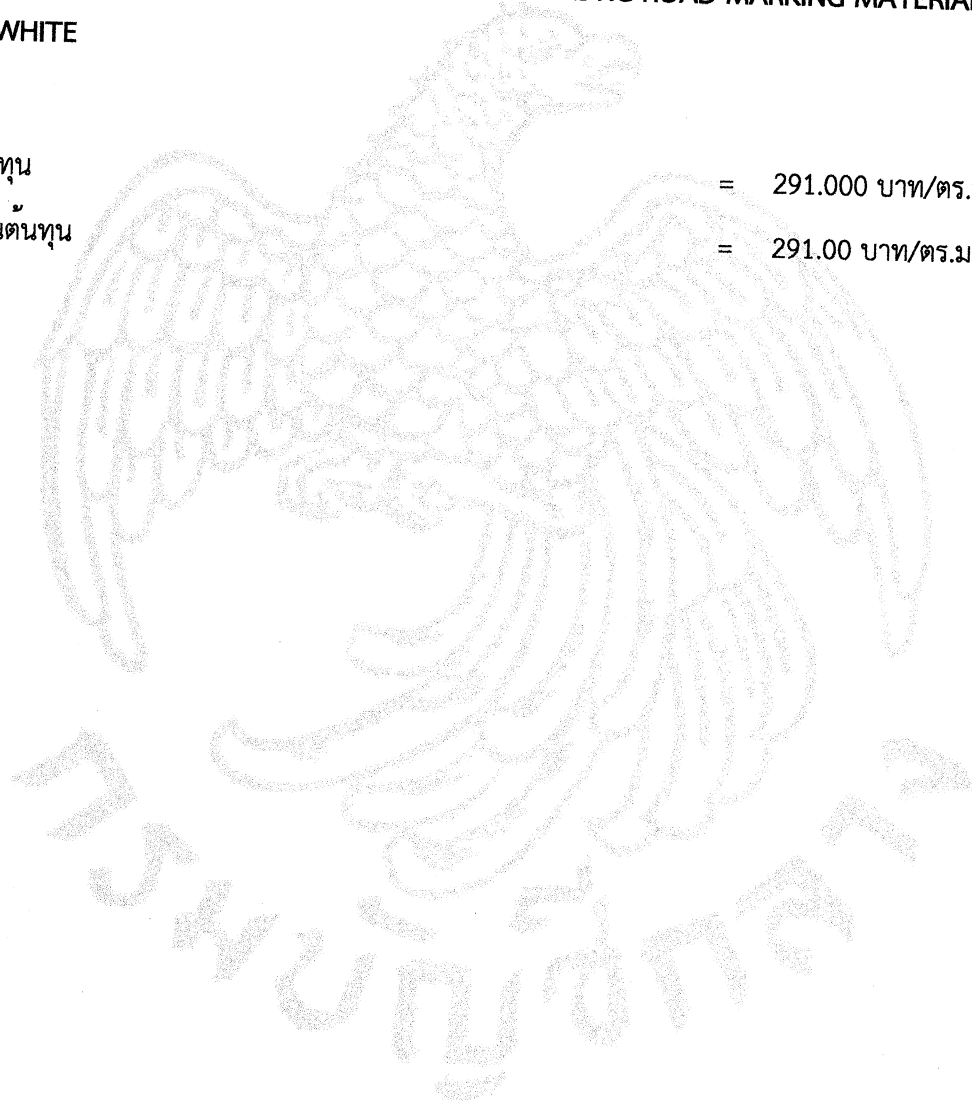 ROAD MARKING MATERIAL
WHITE
ทุน = 291.000 บาท/ตร.
ต้นทุน = 291.00 บาท/ตร.ม
กรมบัญชีกลาง